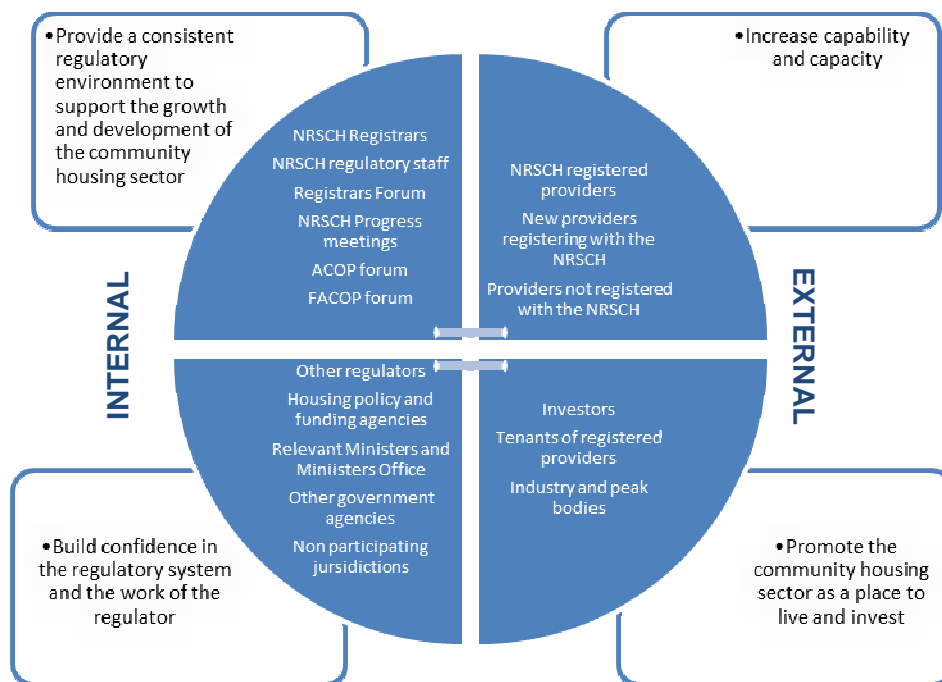 •Provide a consistent
regulatory
environment to
support the growth
and development of
the community
housing sector
•Increase capability
and capacity
NRSCH Registrars
NRSCH regulatory staff
Registrars Forum
NRSCH Progress
meetings
ACOP forum
FACOP forum
NRSCH registered
providers
New providers
registering with the
NRSCH
Providers not registered
with the NRSCH
INTERNAL
EXTERNAL
Other regulators
Housing policy and
funding agencies
Relevant Ministers and
Miniisters Office
Other government
agencies
Non participating
jursidictions
Investors
Tenants of registered
providers
Industry and peak
bodies
•Build confidence in
the regulatory system
and the work of the
regulator
•Promote the
community housing
sector as a place to
live and invest